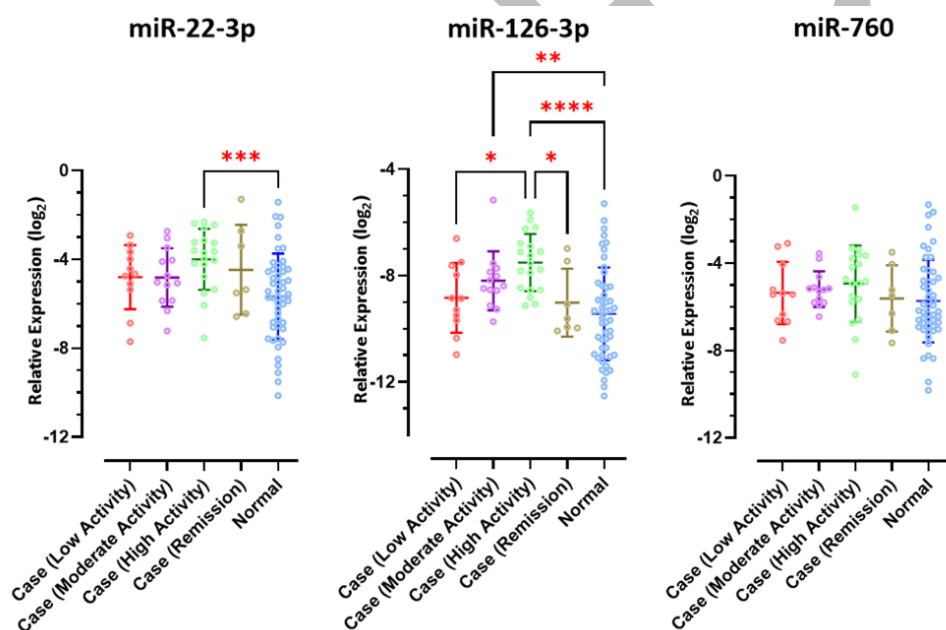 miR-22-3p
***
Relative Expression (log2)
0
-4
-8
-12
Case (Low Activity)
Case (Moderate Activity)
Case (High Activity)
Case (Remission)
Normal
miR-126-3p
**
****
*
*
Relative Expression (log2)
-4
-8
-12
Case (Low Activity)
Case (Moderate Activity)
Case (High Activity)
Case (Remission)
Normal
miR-760
Relative Expression (log2)
0
-4
-8
-12
Case (Low Activity)
Case (Moderate Activity)
Case (High Activity)
Case (Remission)
Normal